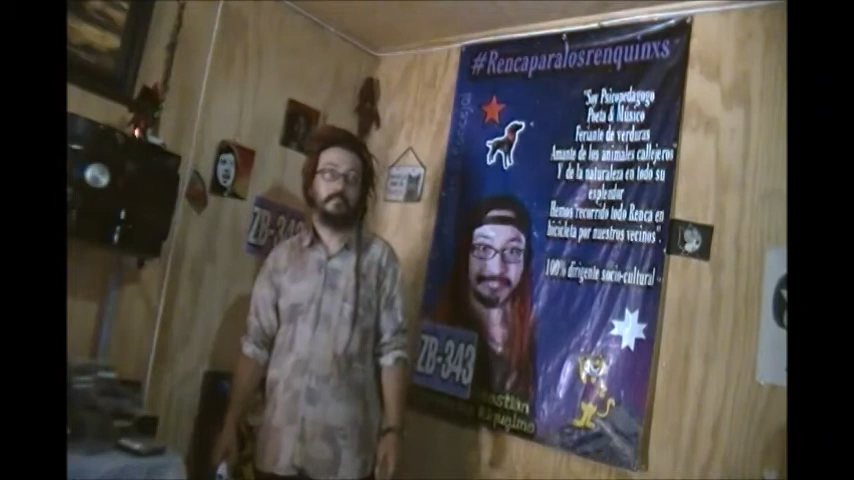 #Rencaparalosrenquinxs
"Soy Psicopedagogo
Poeta & Músico
Feriante de verduras
Amante de los animales callejeros
Y de la naturaleza en todo su
esplendor
Hemos recorrido todo Renca en
bicicleta por nuestros vecinos"
100% dirigente socio-cultural
ZB-343
ZB-343